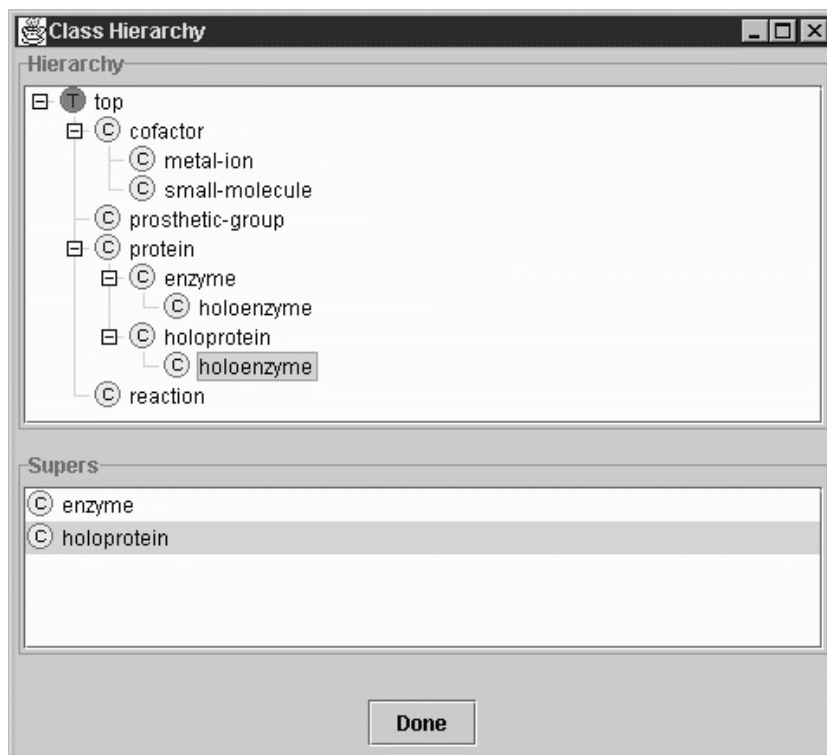 Class Hierarchy
Hierarchy
T top
C cofactor
C metal-ion
C small-molecule
C prosthetic-group
C protein
C enzyme
C holoenzyme
C holoprotein
C holoenzyme
C reaction
Supers
C enzyme
C holoprotein
Done